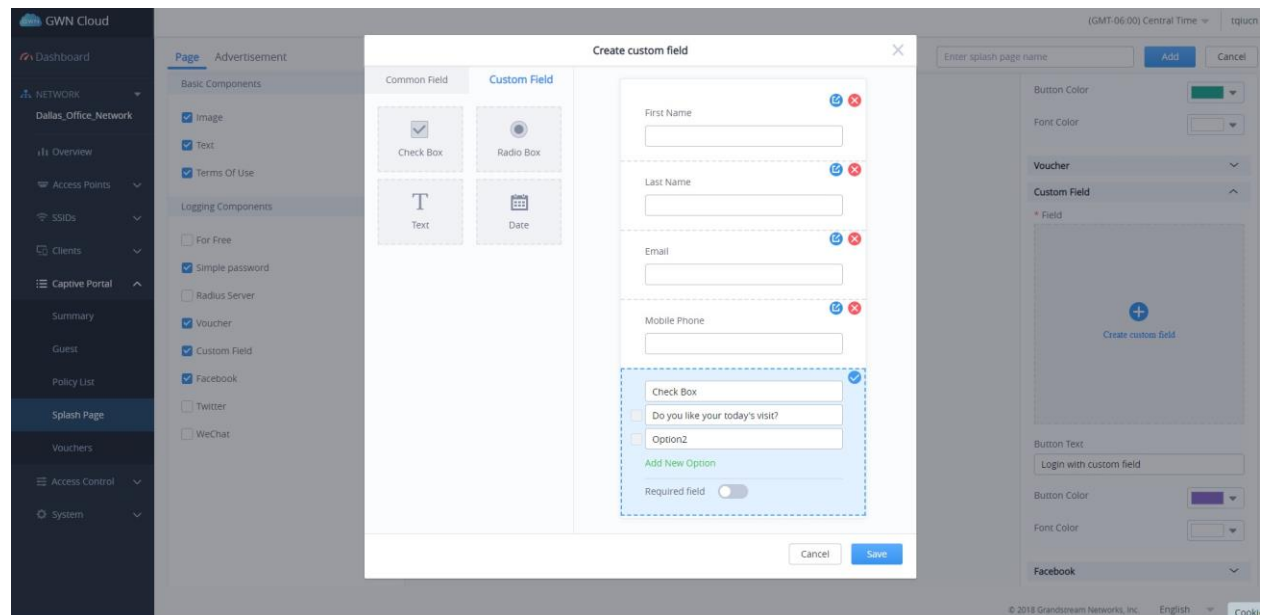 GWN Cloud
(GMT-06:00) Central Time
tqiucn
Dashboard
NETWORK
Dallas_Office_Network
Overview
Access Points
SSIDs
Clients
Captive Portal
Summary
Guest
Policy List
Splash Page
Vouchers
Access Control
System
Page
Advertisement
Basic Components
Image
Text
Terms Of Use
Logging Components
For Free
Simple password
Radius Server
Voucher
Custom Field
Facebook
Twitter
WeChat
Create custom field
Common Field
Custom Field
Check Box
Radio Box
Text
Date
First Name
Last Name
Email
Mobile Phone
Check Box
Do you like your today's visit?
Option2
Add New Option
Required field
Cancel
Save
Enter splash page name
Add
Cancel
Button Color
Font Color
Voucher
Custom Field
* Field
Create custom field
Button Text
Login with custom field
Button Color
Font Color
Facebook
© 2018 Grandstream Networks, Inc.
English
Cooki